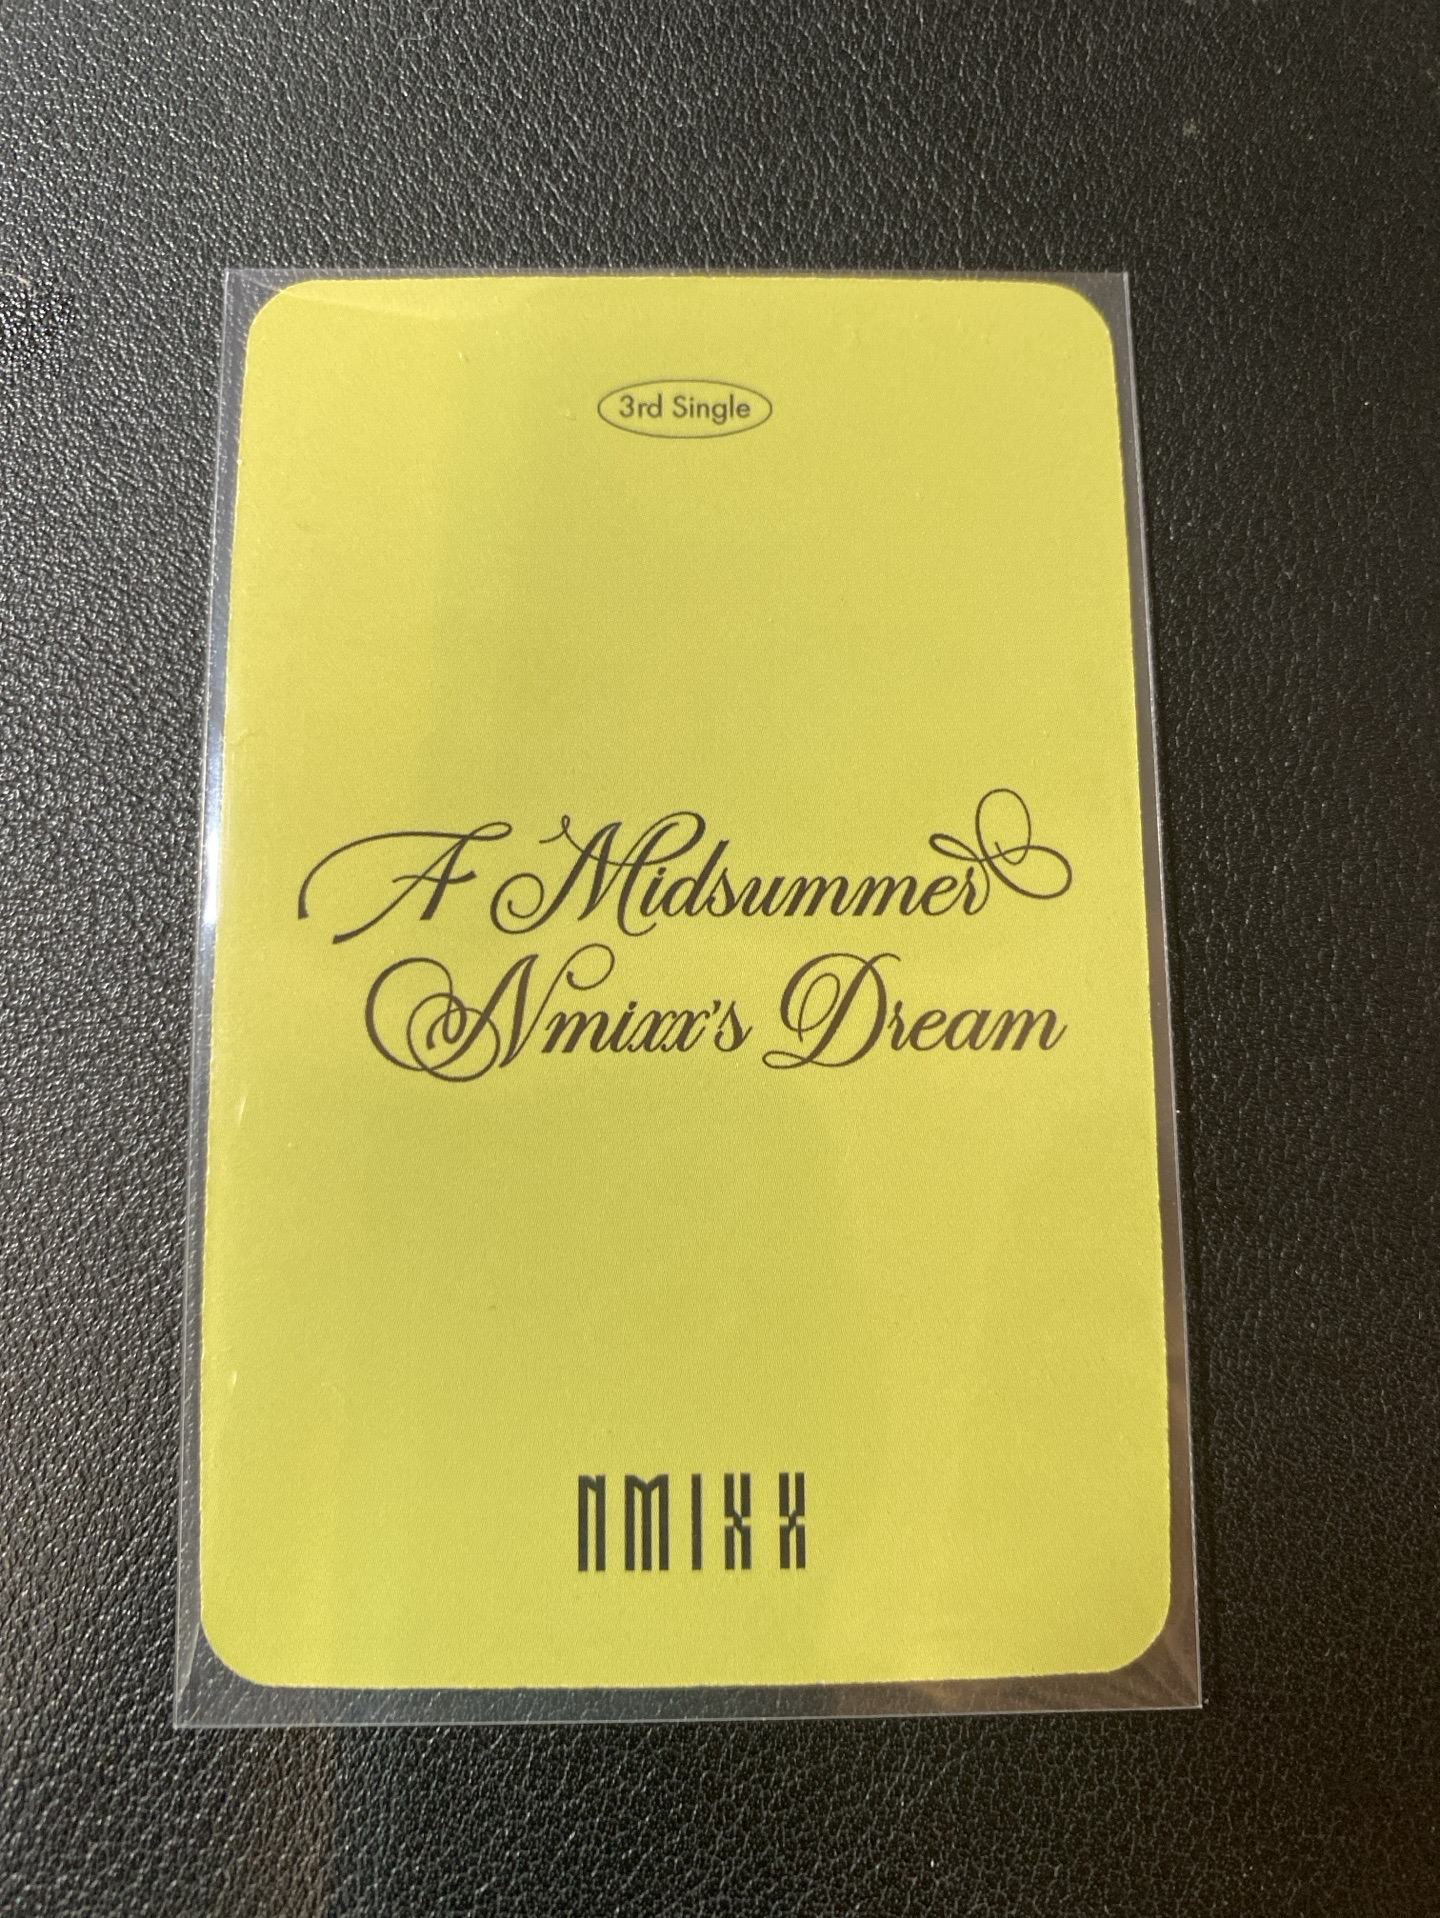 3rd Single
A Midsummer
Nmixx's Dream
NMIXX